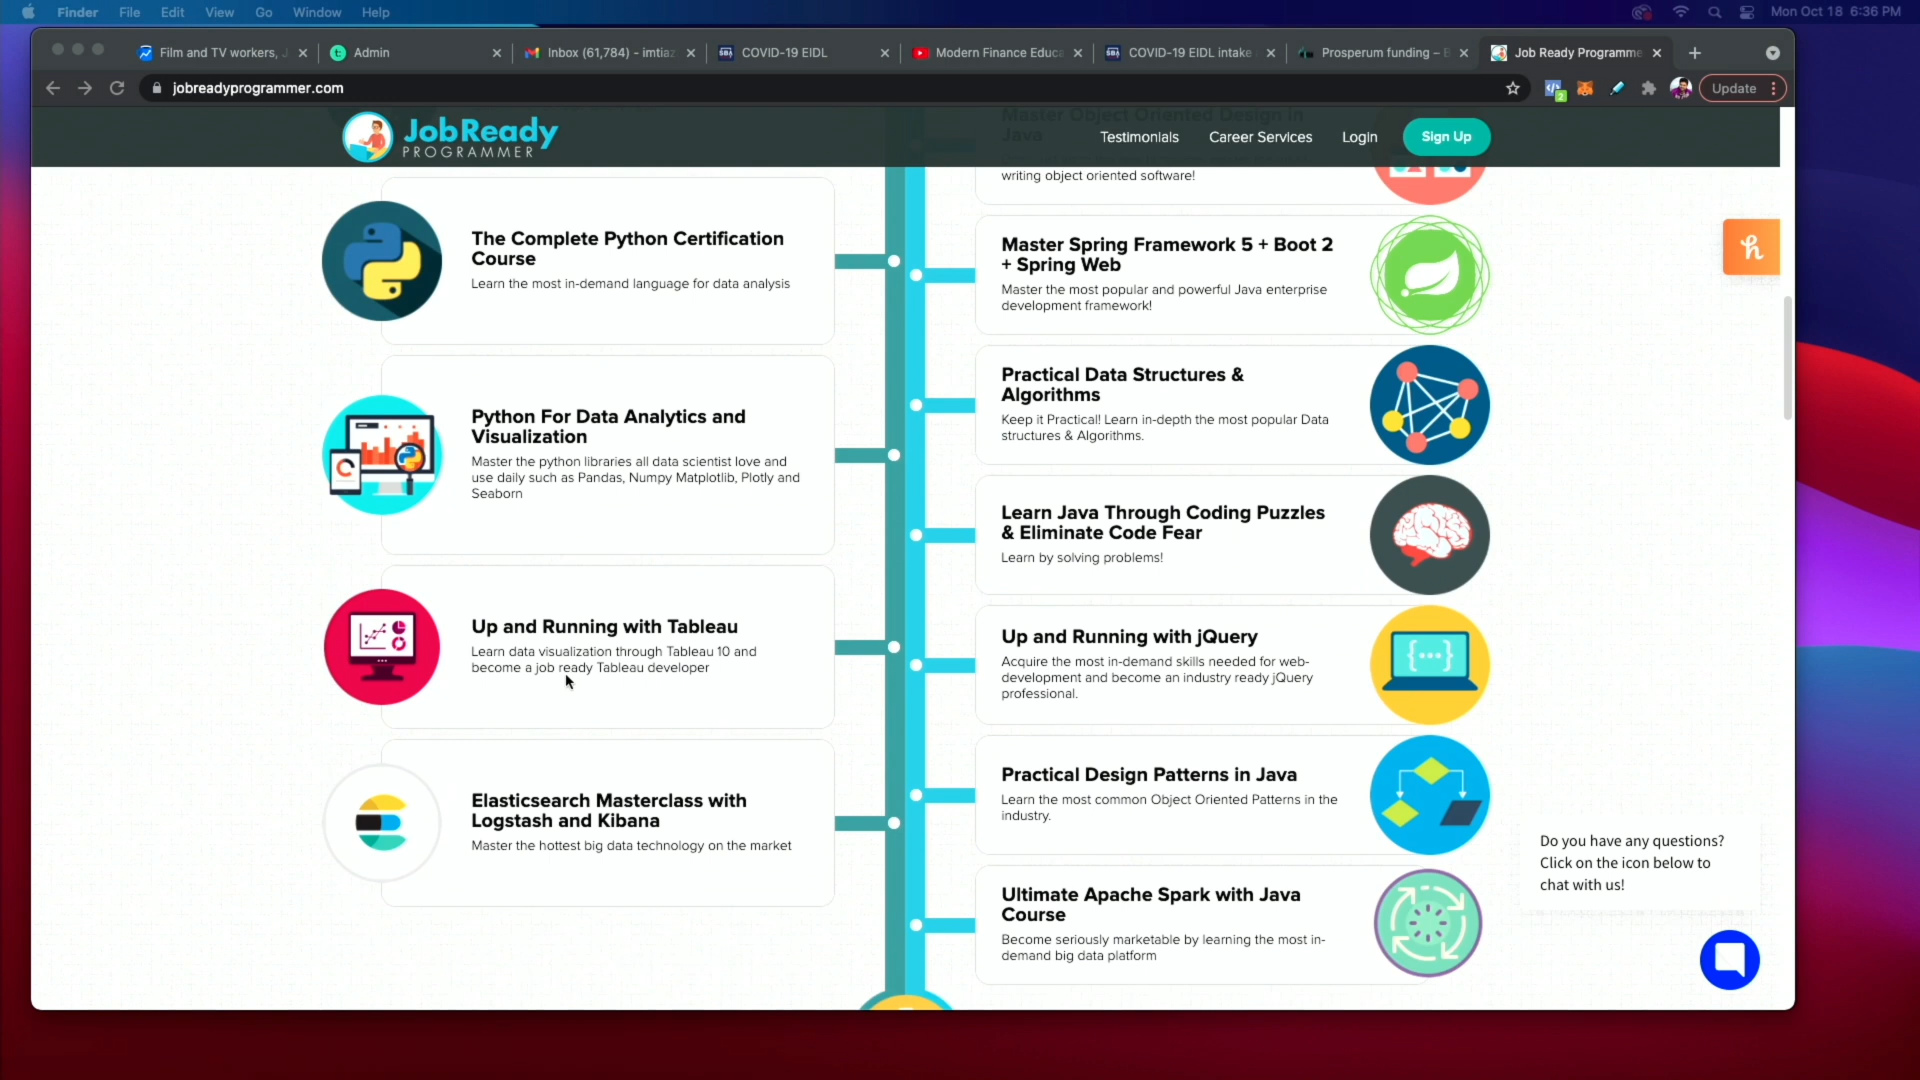 Finder File Edit View Go Window Help
Mon Oct 18 6:36 PM
Film and TV workers, J
Admin
Inbox (61,784) - imtiaz
COVID-19 EIDL
Modern Finance Educa
COVID-19 EIDL intake
Prosperum funding – E
Job Ready Programme
jobreadyprogrammer.com
2
Update
JobReady
PROGRAMMER
Testimonials
Career Services
Login
Sign Up
The Complete Python Certification
Course
Learn the most in-demand language for data analysis
Python For Data Analytics and
Visualization
Master the python libraries all data scientist love and
use daily such as Pandas, Numpy Matplotlib, Plotly and
Seaborn
Up and Running with Tableau
Learn data visualization through Tableau 10 and
become a job ready Tableau developer
Elasticsearch Masterclass with
Logstash and Kibana
Master the hottest big data technology on the market
Master Object Oriented Design in
Java
writing object oriented software!
Master Spring Framework 5 + Boot 2
+ Spring Web
Master the most popular and powerful Java enterprise
development framework!
Practical Data Structures &
Algorithms
Keep it Practical! Learn in-depth the most popular Data
structures & Algorithms.
Learn Java Through Coding Puzzles
& Eliminate Code Fear
Learn by solving problems!
Up and Running with jQuery
Acquire the most in-demand skills needed for web-
development and become an industry ready jQuery
professional.
{...}
Practical Design Patterns in Java
Learn the most common Object Oriented Patterns in the
industry.
Ultimate Apache Spark with Java
Course
Become seriously marketable by learning the most in-
demand big data platform
h
Do you have any questions?
Click on the icon below to
chat with us!